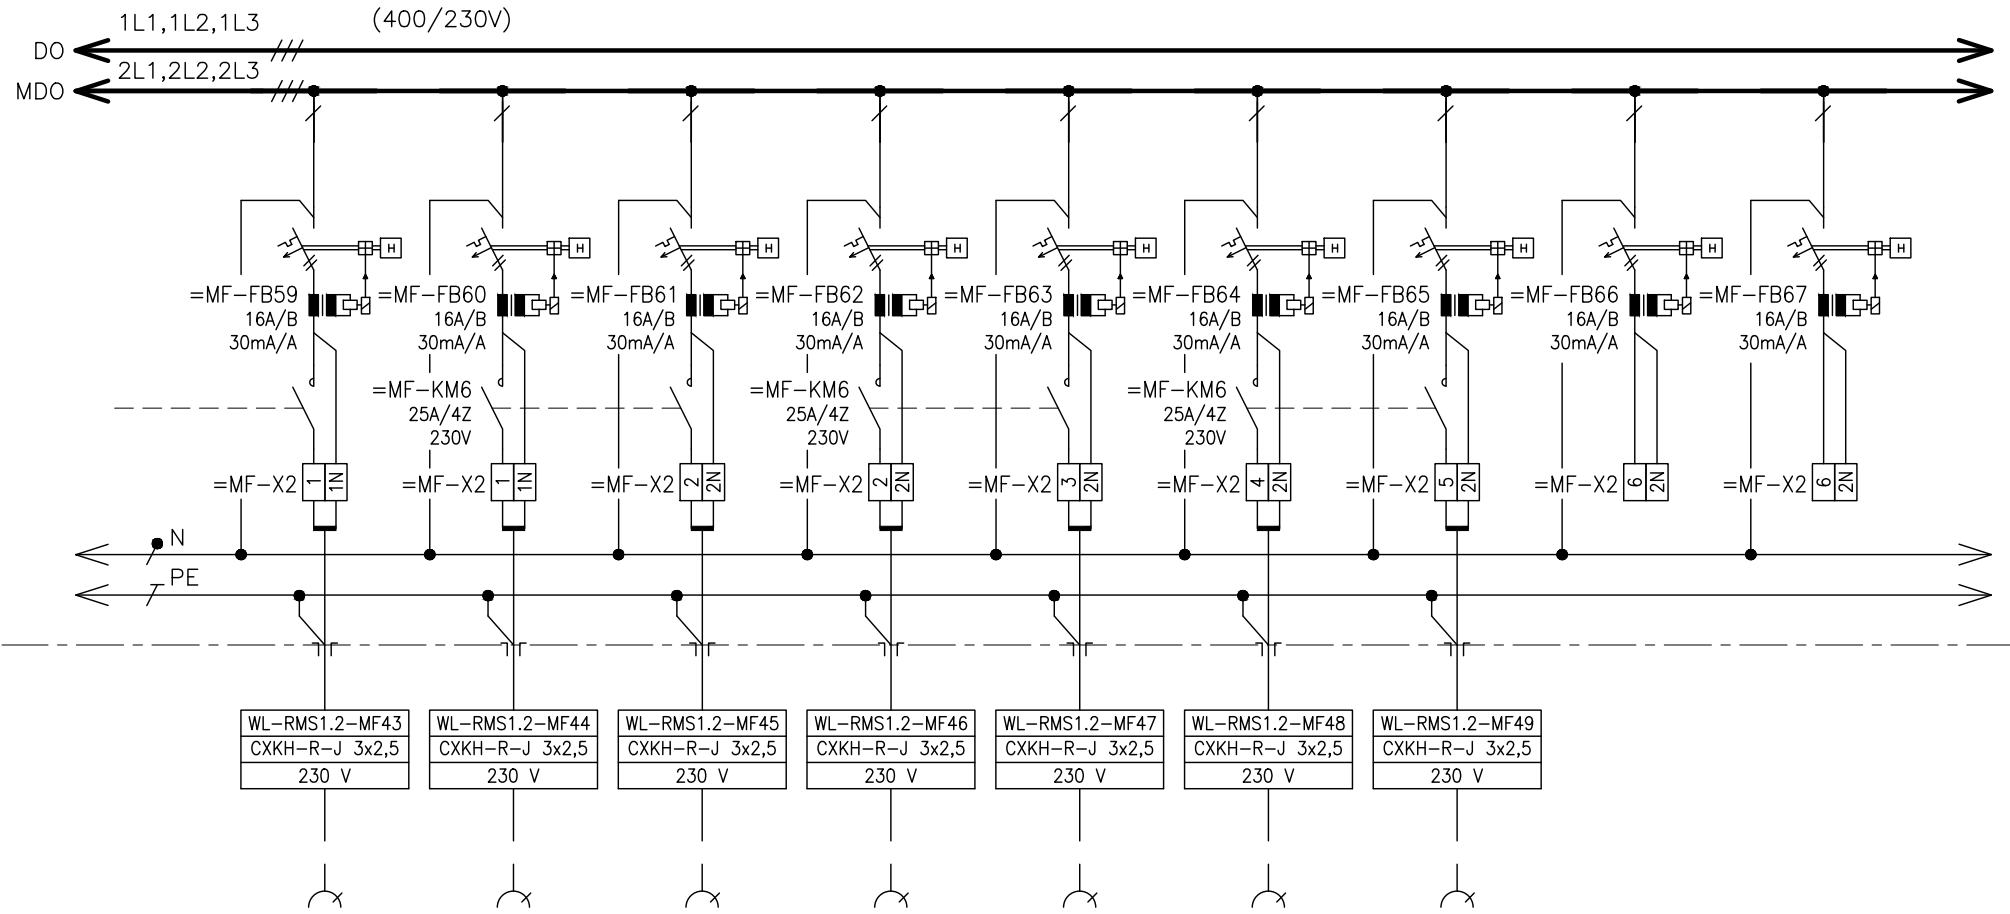 1L1,1L2,1L3 (400/230V)
DO
2L1,2L2,2L3
MDO
H H H H H H H H H
=MF-FB59 =MF-FB60 =MF-FB61 =MF-FB62 =MF-FB63 =MF-FB64 =MF-FB65 =MF-FB66 =MF-FB67
16A/B 16A/B 16A/B 16A/B 16A/B 16A/B 16A/B 16A/B 16A/B
30mA/A 30mA/A 30mA/A 30mA/A 30mA/A 30mA/A 30mA/A 30mA/A 30mA/A
=MF-KM6 =MF-KM6 =MF-KM6
25A/4Z 25A/4Z 25A/4Z
230V 230V 230V
=MF-X2 1 1N =MF-X2 1 1N =MF-X2 2 2N =MF-X2 2 2N =MF-X2 3 2N =MF-X2 4 2N =MF-X2 5 2N =MF-X2 6 2N =MF-X2 6 2N
N
PE
WL-RMS1.2-MF43 WL-RMS1.2-MF44 WL-RMS1.2-MF45 WL-RMS1.2-MF46 WL-RMS1.2-MF47 WL-RMS1.2-MF48 WL-RMS1.2-MF49
CXKH-R-J 3x2,5 CXKH-R-J 3x2,5 CXKH-R-J 3x2,5 CXKH-R-J 3x2,5 CXKH-R-J 3x2,5 CXKH-R-J 3x2,5 CXKH-R-J 3x2,5
230 V 230 V 230 V 230 V 230 V 230 V 230 V